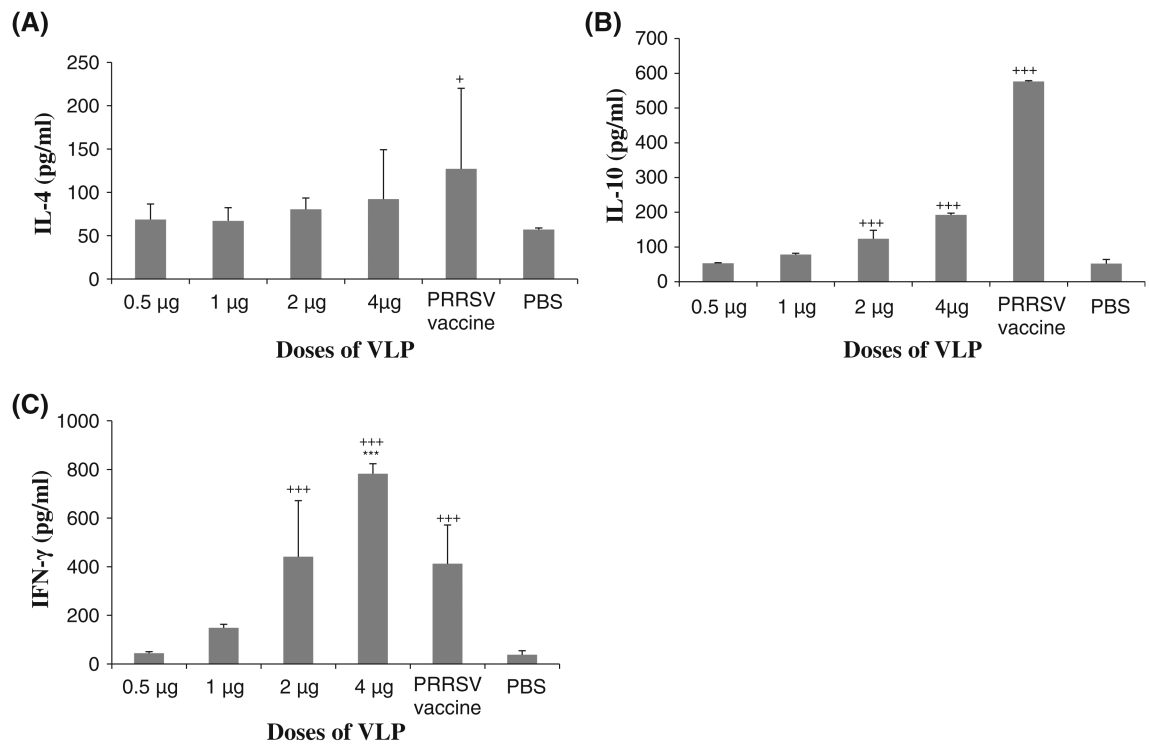 (A)
IL-4 (pg/ml)
250
200
150
100
50
0
+
0.5 µg 1 µg 2 µg 4µg PRRSV vaccine PBS
Doses of VLP
(B)
IL-10 (pg/ml)
700
600
500
400
300
200
100
0
+++
+++
+++
0.5 µg 1 µg 2 µg 4µg PRRSV vaccine PBS
Doses of VLP
(C)
IFN-γ (pg/ml)
1000
800
600
400
200
0
+++
+++
***
+++
0.5 µg 1 µg 2 µg 4 µg PRRSV vaccine PBS
Doses of VLP